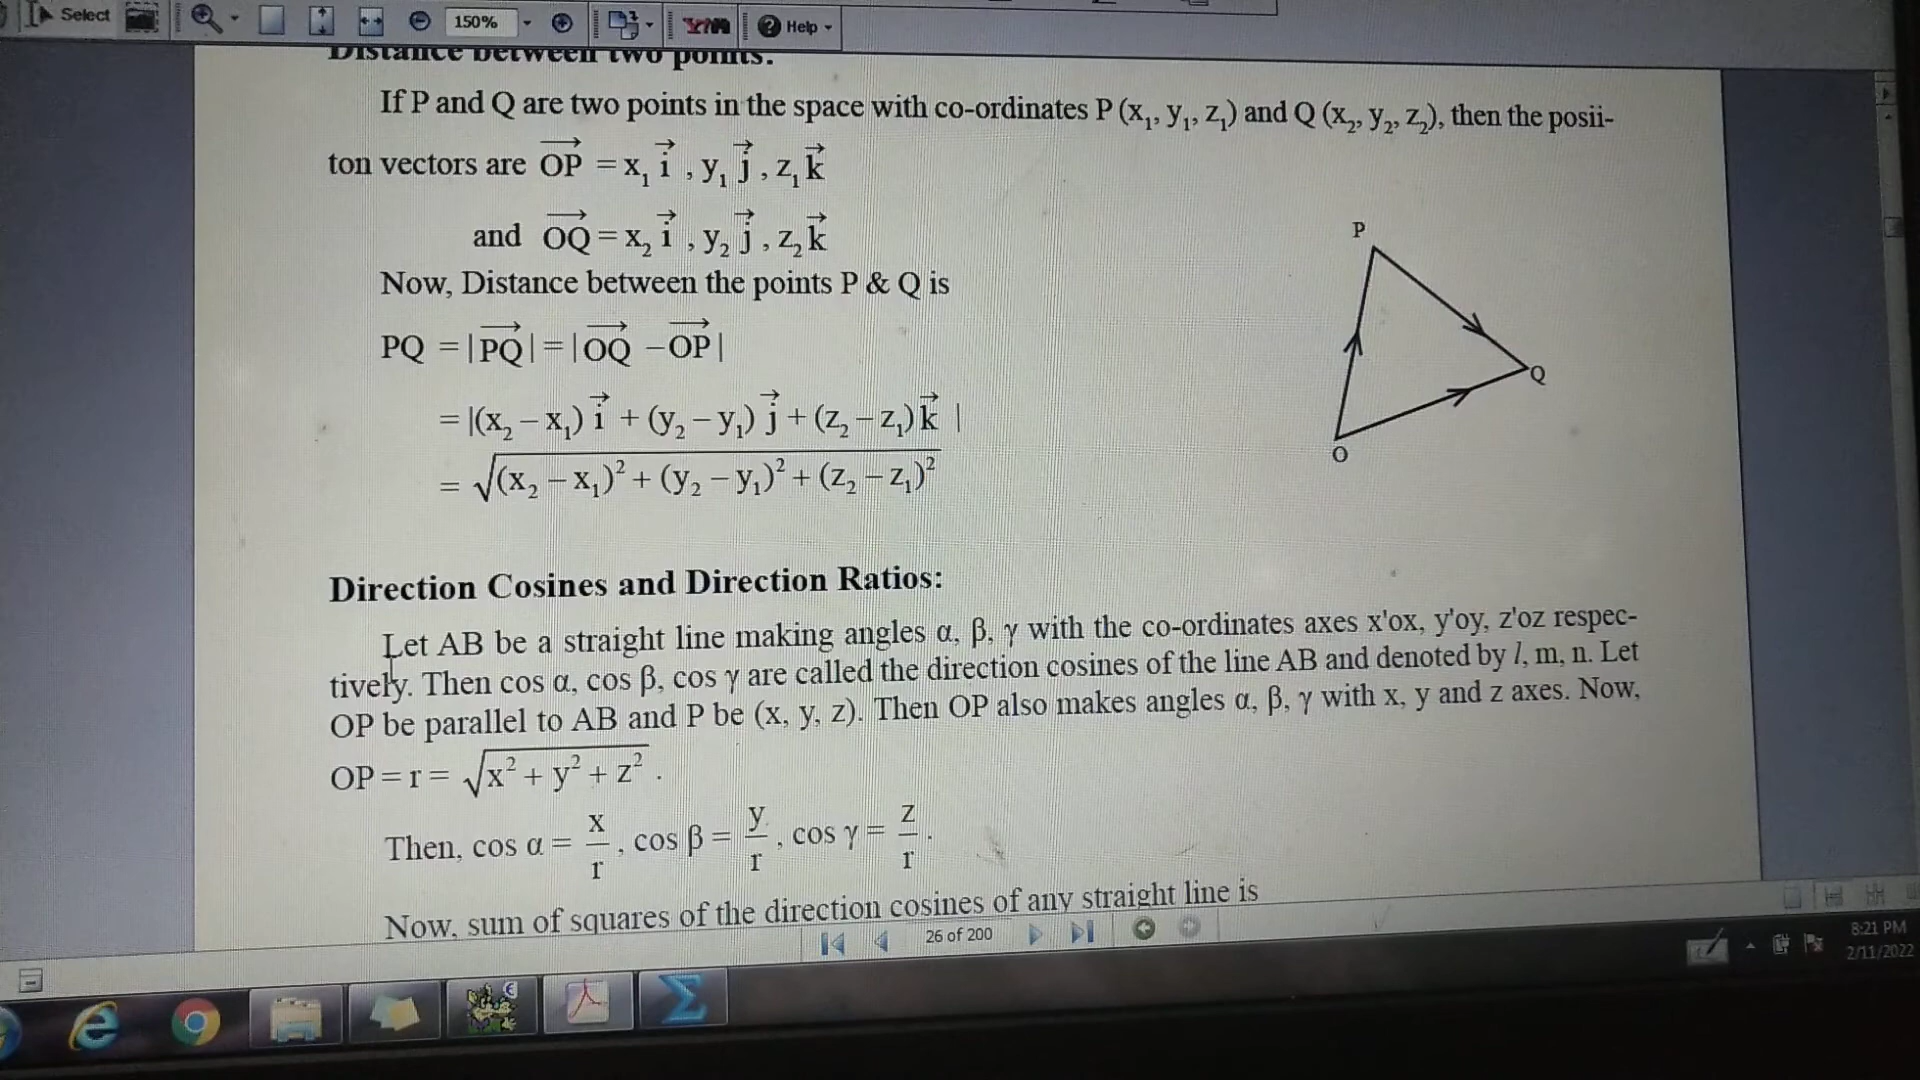 Select
150%
Help
Distance between two points.
If P and Q are two points in the space with co-ordinates P (x₁, y₁, z₁) and Q (x₂, y₂, z₂), then the posii-
ton vectors are OP⃗ = x₁ i⃗ , y₁ j⃗ , z₁ k⃗
and OQ⃗ = x₂ i⃗ , y₂ j⃗ , z₂ k⃗
Now, Distance between the points P & Q is
PQ = |PQ⃗| = |OQ⃗ − OP⃗|
= |(x₂ − x₁) i⃗ + (y₂ − y₁) j⃗ + (z₂ − z₁) k⃗ |
= √(x₂ − x₁)² + (y₂ − y₁)² + (z₂ − z₁)²
P
Q
O
Direction Cosines and Direction Ratios:
Let AB be a straight line making angles α, β, γ with the co-ordinates axes x'ox, y'oy, z'oz respec-
tively. Then cos α, cos β, cos γ are called the direction cosines of the line AB and denoted by l, m, n. Let
OP be parallel to AB and P be (x, y, z). Then OP also makes angles α, β, γ with x, y and z axes. Now,
OP = r = √x² + y² + z² .
Then, cos α = x/r , cos β = y/r , cos γ = z/r .
Now, sum of squares of the direction cosines of any straight line is
26 of 200
8:21 PM
2/11/2022